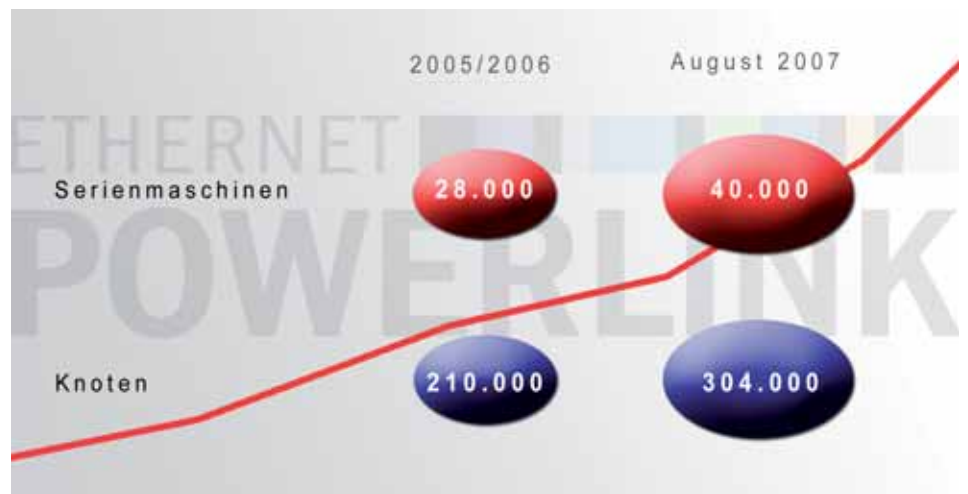 2005/2006 August 2007
ETHERNET
Serienmaschinen 28.000 40.000
POWERLINK
Knoten 210.000 304.000